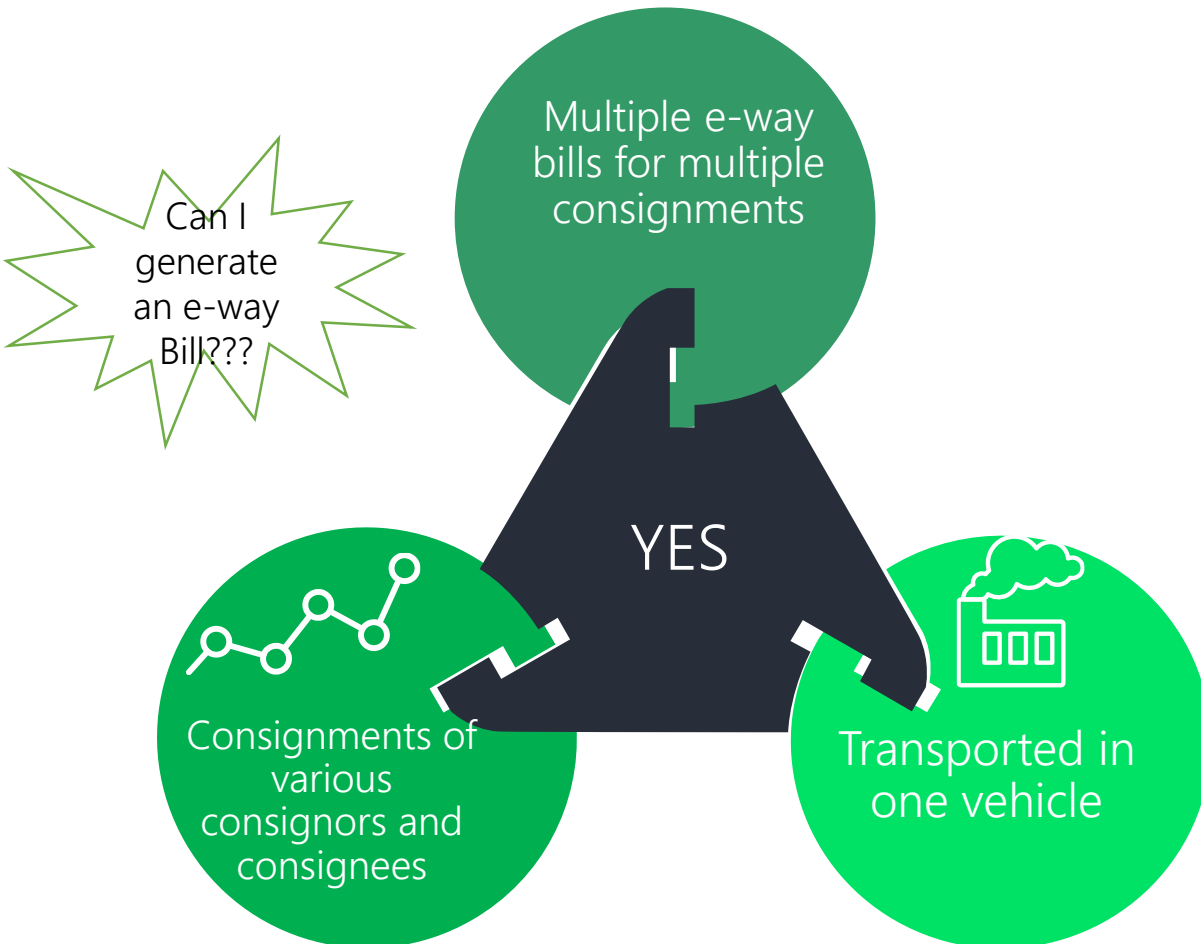 Multiple e-way
bills for multiple
consignments
Can I
generate
an e-way
Bill???
YES
Consignments of
various
consignors and
consignees
Transported in
one vehicle